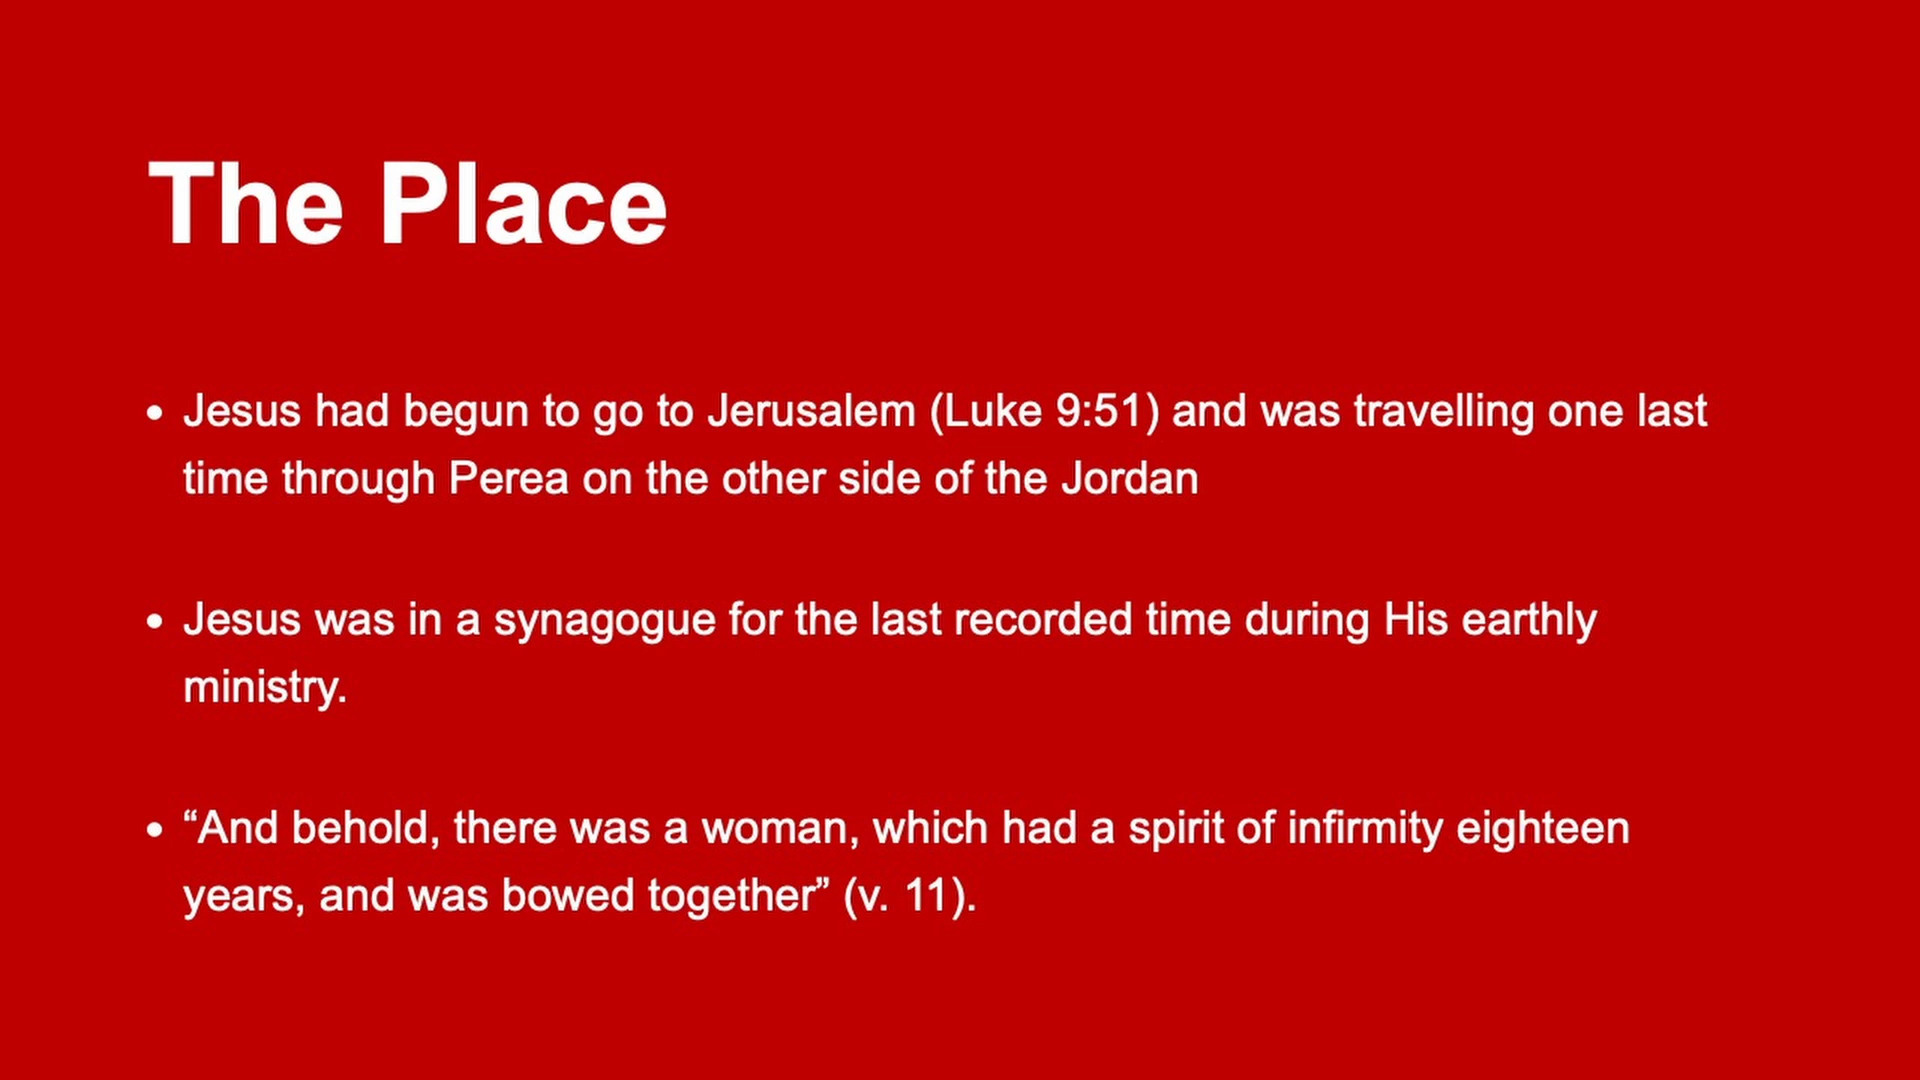 The Place
• Jesus had begun to go to Jerusalem (Luke 9:51) and was travelling one last
time through Perea on the other side of the Jordan
• Jesus was in a synagogue for the last recorded time during His earthly
ministry.
• “And behold, there was a woman, which had a spirit of infirmity eighteen
years, and was bowed together” (v. 11).